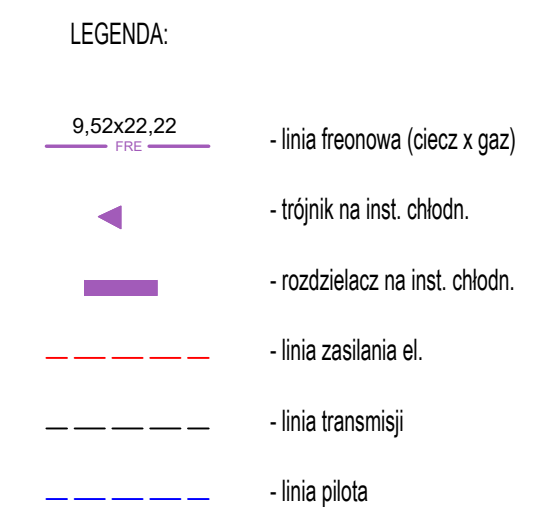 LEGENDA:
9,52x22,22
FRE
- linia freonowa (ciecz x gaz)
- trójnik na inst. chłodn.
- rozdzielacz na inst. chłodn.
- linia zasilania el.
- linia transmisji
- linia pilota